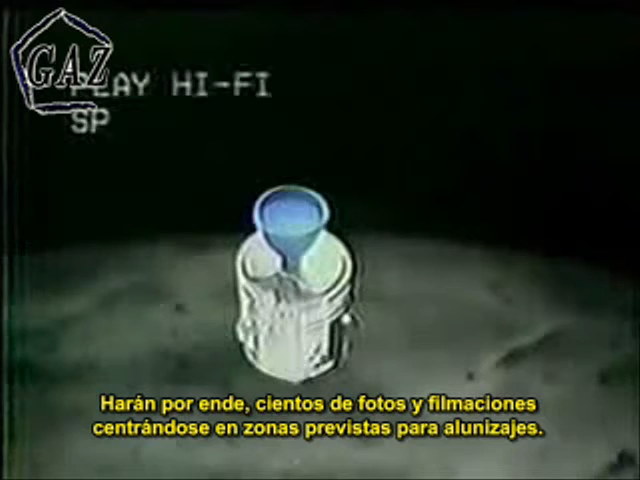 GAZ
PLAY HI-FI
SP
Harán por ende, cientos de fotos y filmaciones
centrándose en zonas previstas para alunizajes.